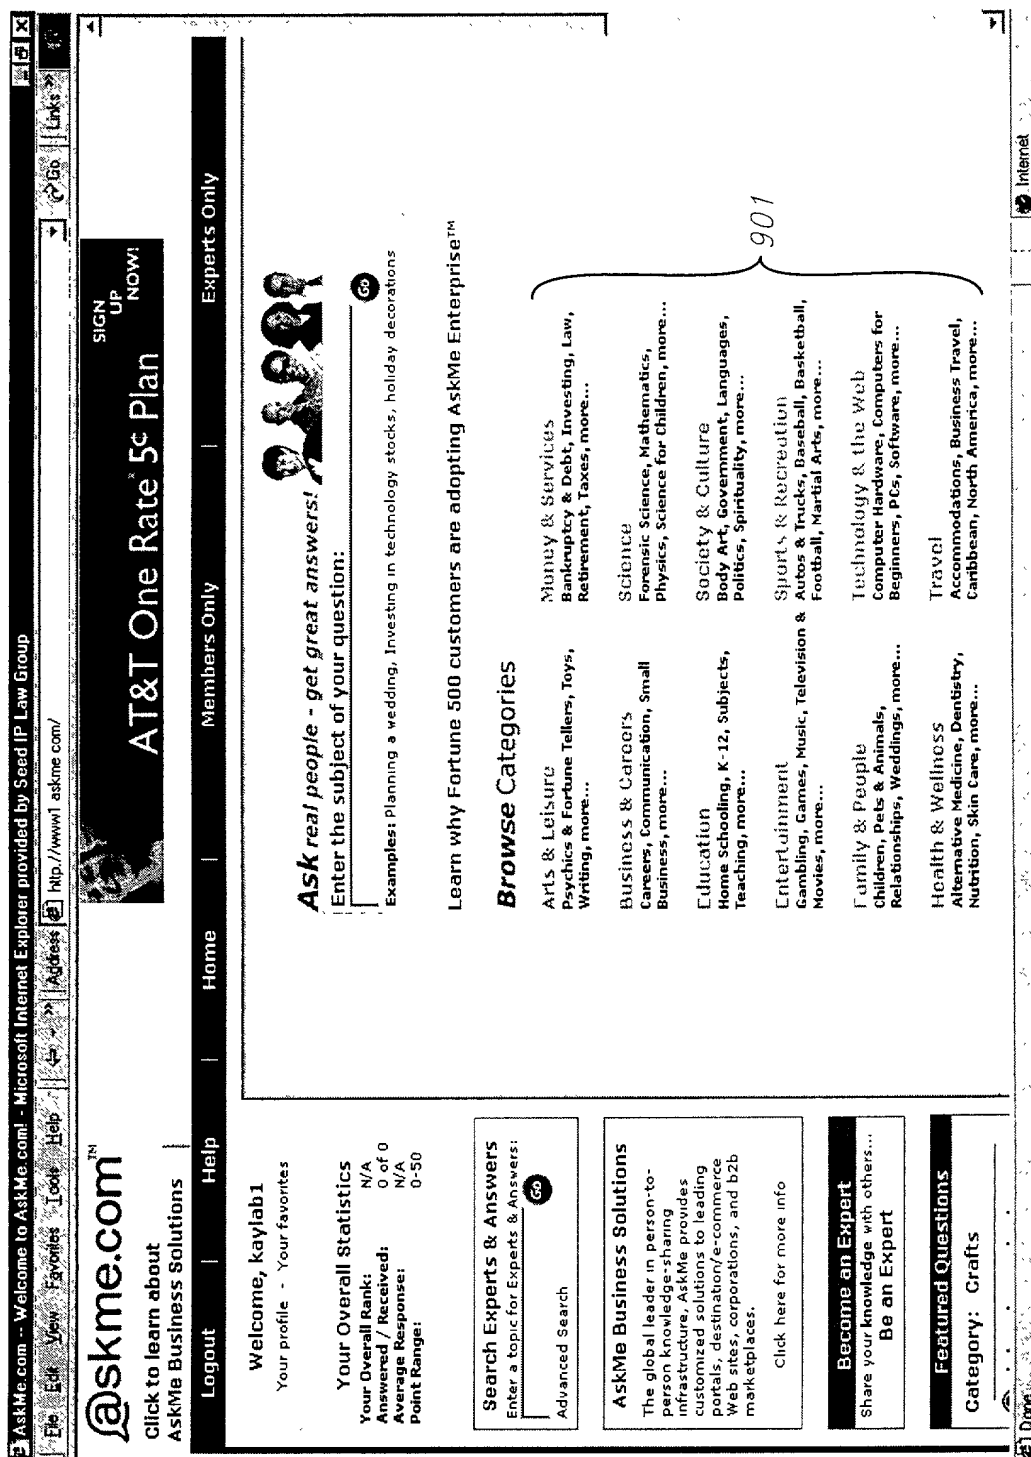 AskMe.com -- Welcome to AskMe.com! - Microsoft Internet Explorer provided by Seed IP Law Group
File Edit View Favorites Tools Help » Address http://www1 askme com/ Go Links »
@skme.com™
Click to learn about
AskMe Business Solutions
AT&T One Rate® 5¢ Plan
SIGN
UP
NOW!
Logout | Help | Home | Members Only | Experts Only
Welcome, kaylab1
Your profile - Your favorites
Your Overall Statistics
Your Overall Rank: N/A
Answered / Received: 0 of 0
Average Response: N/A
Point Range: 0-50
Search Experts & Answers
Enter a topic for Experts & Answers:
Go
Advanced Search
AskMe Business Solutions
The global leader in person-to-
person knowledge-sharing
infrastructure, AskMe provides
customized solutions to leading
portals, destination/e-commerce
Web sites, corporations, and b2b
marketplaces.
Click here for more info
Become an Expert
Share your knowledge with others...
Be an Expert
Featured Questions
Category: Crafts
Ask real people - get great answers!
Enter the subject of your question:
Go
Examples: Planning a wedding, Investing in technology stocks, holiday decorations
Learn why Fortune 500 customers are adopting AskMe Enterprise™
Browse Categories
Arts & Leisure
Psychics & Fortune Tellers, Toys,
Writing, more...
Business & Careers
Careers, Communication, Small
Business, more...
Education
Home Schooling, K-12, Subjects,
Teaching, more...
Entertainment
Gambling, Games, Music, Television &
Movies, more...
Family & People
Children, Pets & Animals,
Relationships, Weddings, more...
Health & Wellness
Alternative Medicine, Dentistry,
Nutrition, Skin Care, more...
Money & Services
Bankruptcy & Debt, Investing, Law,
Retirement, Taxes, more...
Science
Forensic Science, Mathematics,
Physics, Science for Children, more...
Society & Culture
Body Art, Government, Languages,
Politics, Spirituality, more...
Sports & Recreation
Autos & Trucks, Baseball, Basketball,
Football, Martial Arts, more...
Technology & the Web
Computer Hardware, Computers for
Beginners, PCs, Software, more...
Travel
Accommodations, Business Travel,
Caribbean, North America, more...
901
Done
Internet